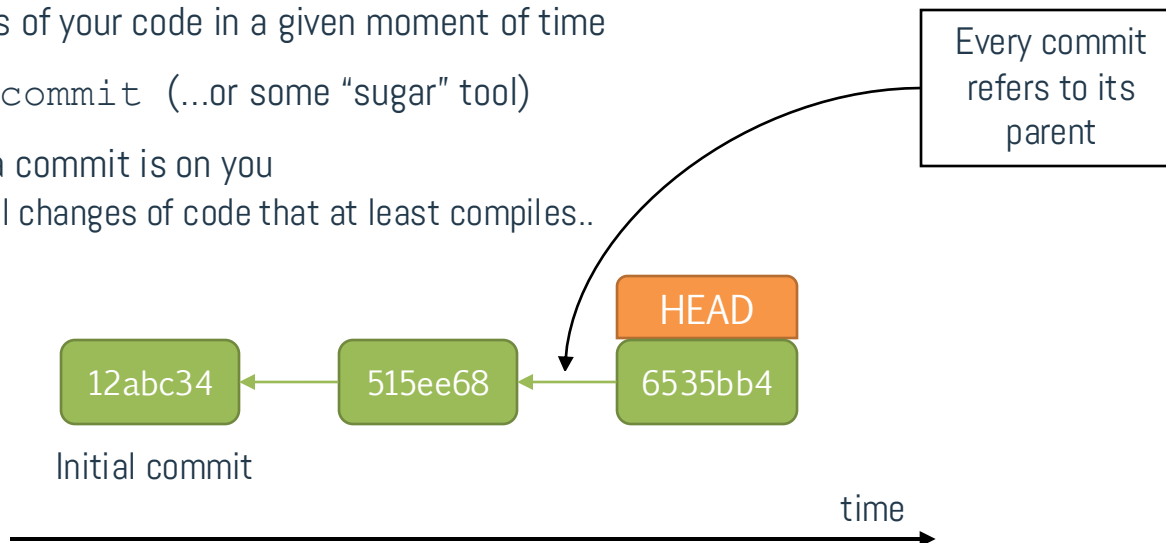 s of your code in a given moment of time
commit (…or some “sugar” tool)
a commit is on you
l changes of code that at least compiles..
Every commit
refers to its
parent
HEAD
12abc34
515ee68
6535bb4
Initial commit
time